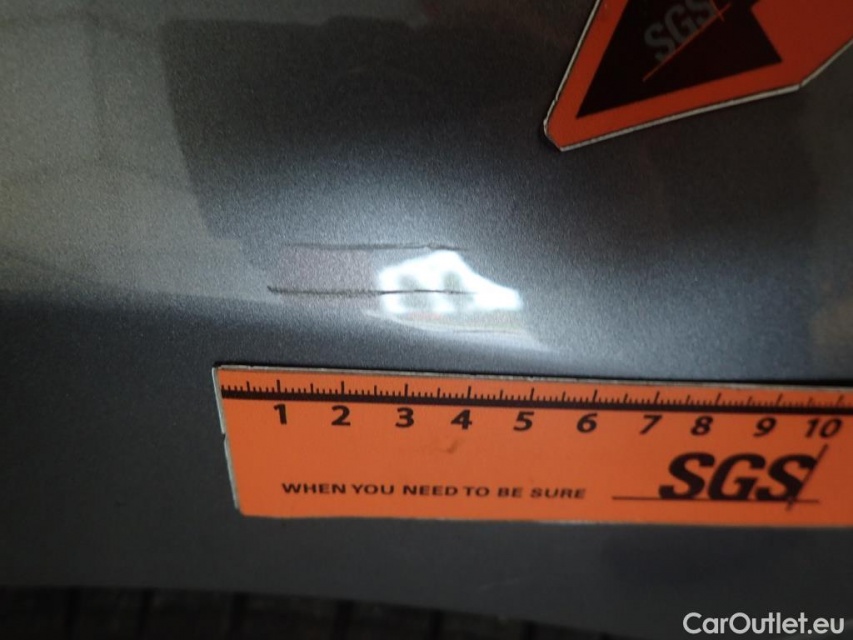 SGS
1 2 3 4 5 6 7 8 9 10
WHEN YOU NEED TO BE SURE
SGS
CarOutlet.eu